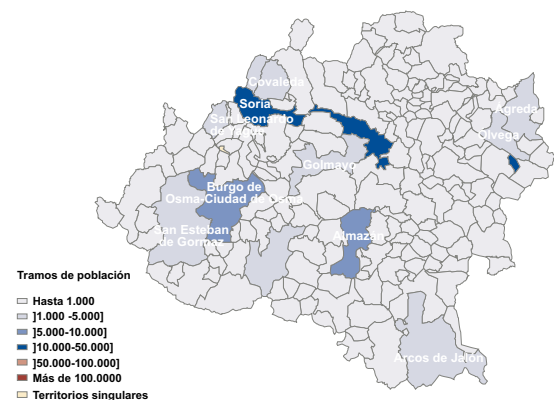 Covaleda
Soria
San Leonardo
de Yagüe
Agreda
Olvega
Golmayo
Burgo de
Osma-Ciudad de Osma
San Esteban
de Gormaz
Almazán
Arcos de Jalón
Tramos de población
Hasta 1.000
]1.000 -5.000]
]5.000-10.000]
]10.000-50.000]
]50.000-100.000]
Más de 100.0000
Territorios singulares